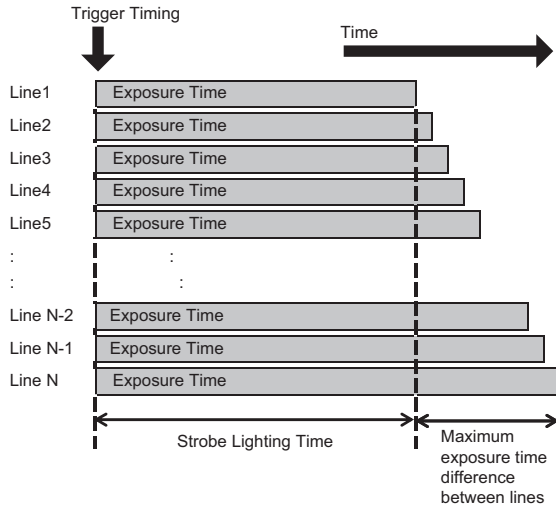 Trigger Timing
Time
Line1 Exposure Time
Line2 Exposure Time
Line3 Exposure Time
Line4 Exposure Time
Line5 Exposure Time
: :
: :
Line N-2 Exposure Time
Line N-1 Exposure Time
Line N Exposure Time
Strobe Lighting Time
Maximum
exposure time
difference
between lines